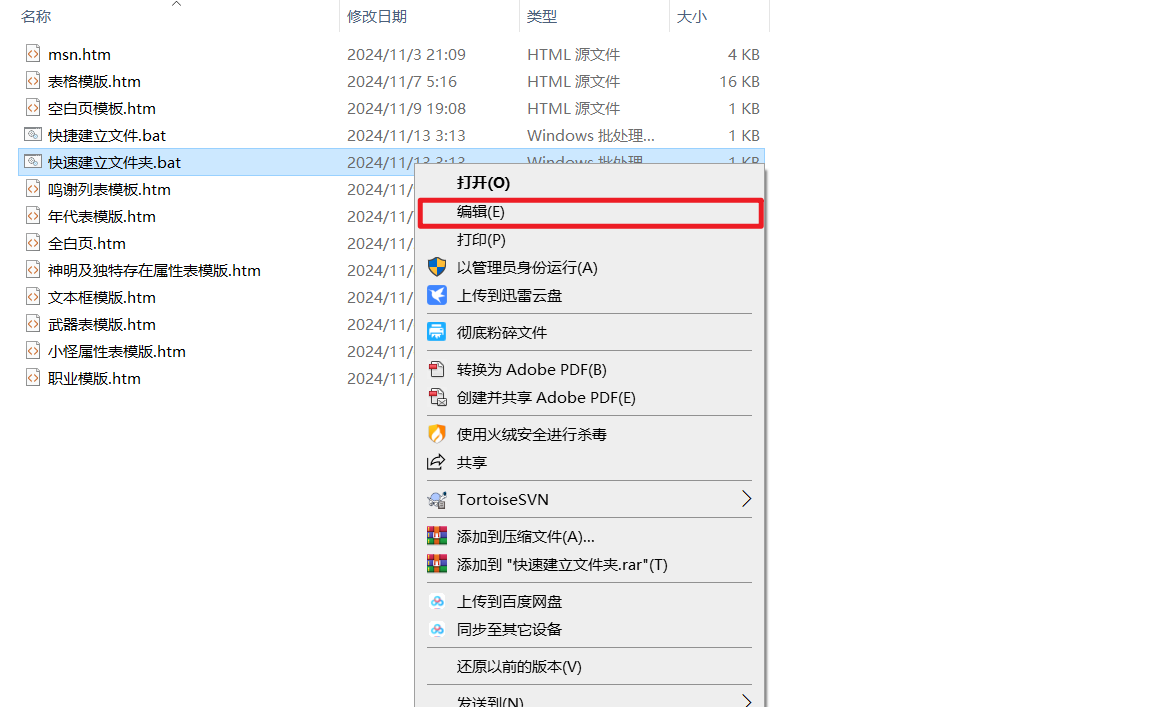 名称 修改日期 类型 大小
msn.htm 2024/11/3 21:09 HTML 源文件 4 KB
表格模版.htm 2024/11/7 5:16 HTML 源文件 16 KB
空白页模板.htm 2024/11/9 19:08 HTML 源文件 1 KB
快捷建立文件.bat 2024/11/13 3:13 Windows 批处理... 1 KB
快速建立文件夹.bat 2024/11/13 3:13 Windows 批处理 1 KB
鸣谢列表模板.htm 2024/11/
年代表模版.htm 2024/11/
全白页.htm 2024/11/
神明及独特存在属性表模版.htm 2024/11/
文本框模版.htm 2024/11/
武器表模版.htm 2024/11/
小怪属性表模版.htm 2024/11/
职业模版.htm 2024/11/
打开(O)
编辑(E)
打印(P)
以管理员身份运行(A)
上传到迅雷云盘
彻底粉碎文件
转换为 Adobe PDF(B)
创建并共享 Adobe PDF(E)
使用火绒安全进行杀毒
共享
TortoiseSVN
添加到压缩文件(A)...
添加到 "快速建立文件夹.rar"(T)
上传到百度网盘
同步至其它设备
还原以前的版本(V)
发送到(N)